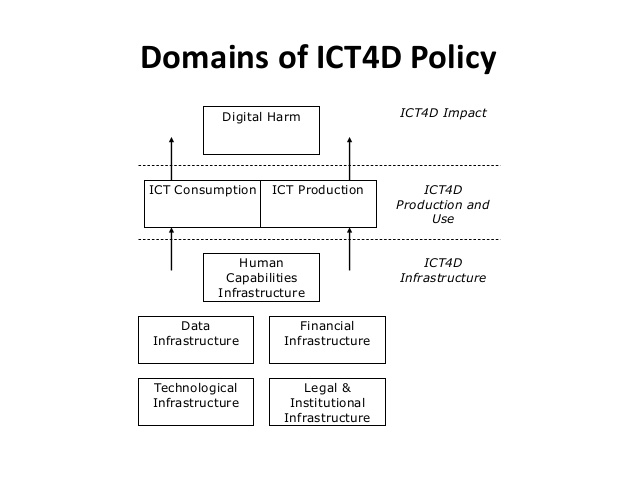 Domains of ICT4D Policy
Digital Harm
ICT4D Impact
ICT Consumption
ICT Production
ICT4D
Production and
Use
Human
Capabilities
Infrastructure
ICT4D
Infrastructure
Data
Infrastructure
Financial
Infrastructure
Technological
Infrastructure
Legal &
Institutional
Infrastructure